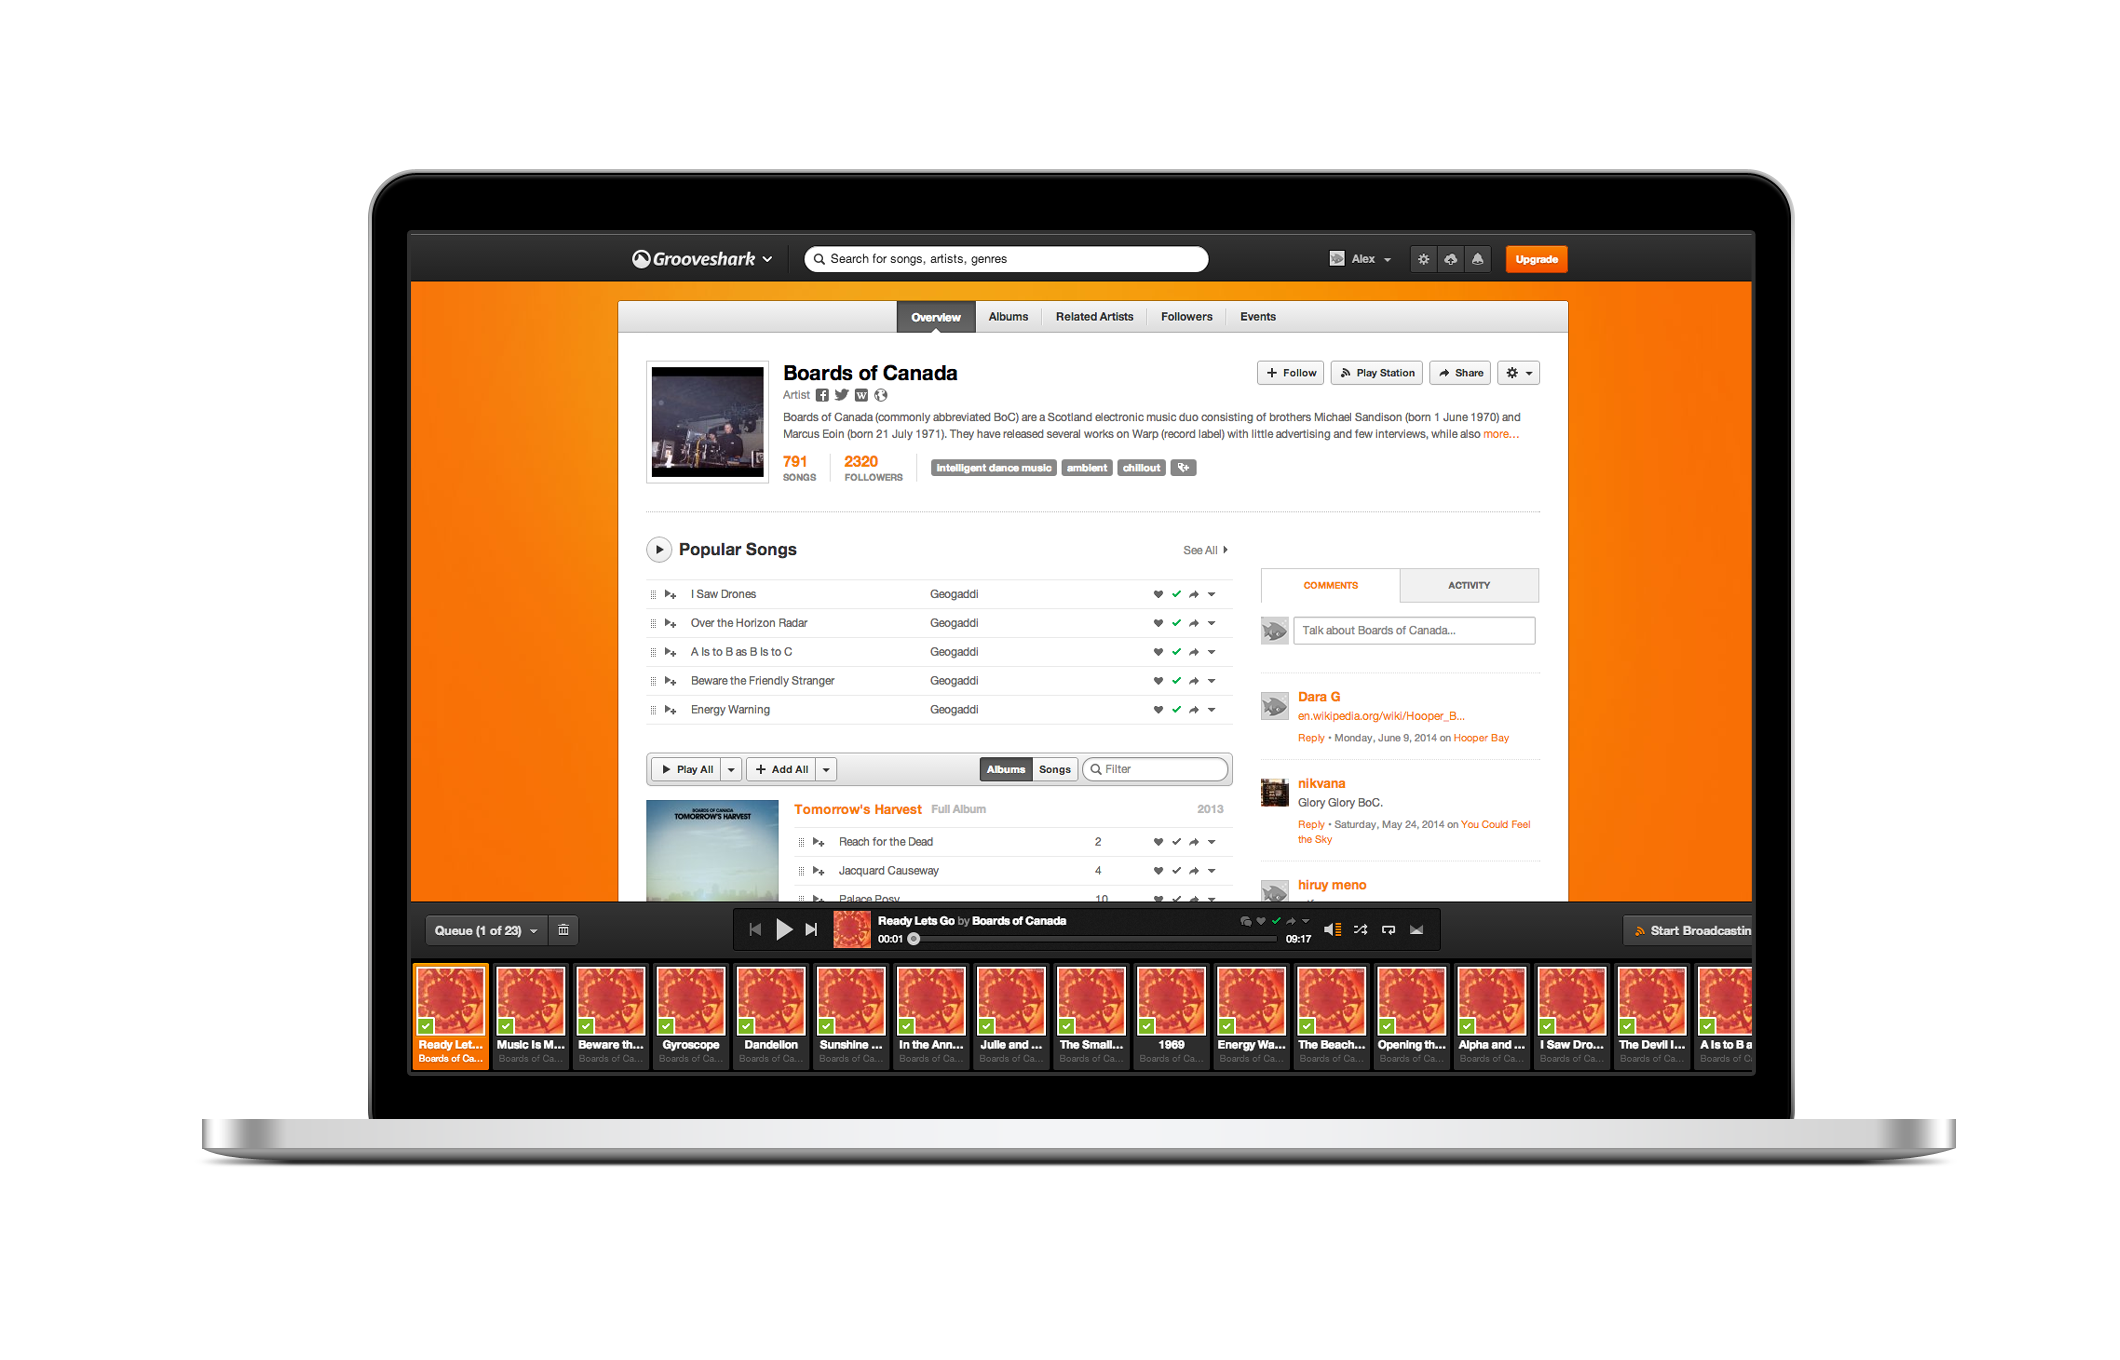 Grooveshark
Search for songs, artists, genres
Alex
Upgrade
Overview
Albums
Related Artists
Followers
Events
Boards of Canada
Follow
Play Station
Share
Artist
Boards of Canada (commonly abbreviated BoC) are a Scotland electronic music duo consisting of brothers Michael Sandison (born 1 June 1970) and
Marcus Eoin (born 21 July 1971). They have released several works on Warp (record label) with little advertising and few interviews, while also more...
791
SONGS
2320
FOLLOWERS
intelligent dance music
ambient
chillout
Popular Songs
See All
I Saw Drones Geogaddi
Over the Horizon Radar Geogaddi
A Is to B as B Is to C Geogaddi
Beware the Friendly Stranger Geogaddi
Energy Warning Geogaddi
Play All
Add All
Albums
Songs
Filter
BOARDS OF CANADA
TOMORROW'S HARVEST
Tomorrow's Harvest Full Album 2013
Reach for the Dead 2
Jacquard Causeway 4
Palace Posy 10
COMMENTS
ACTIVITY
Talk about Boards of Canada...
Dara G
en.wikipedia.org/wiki/Hooper_B...
Reply • Monday, June 9, 2014 on Hooper Bay
nikvana
Glory Glory BoC.
Reply • Saturday, May 24, 2014 on You Could Feel
the Sky
hiruy meno
Queue (1 of 23)
Ready Lets Go by Boards of Canada
00:01
09:17
Start Broadcastin
Ready Let...
Boards of Ca...
Music Is M...
Boards of Ca...
Beware th...
Boards of Ca...
Gyroscope
Boards of Ca...
Dandelion
Boards of Ca...
Sunshine ...
Boards of Ca...
In the Ann...
Boards of Ca...
Julie and ...
Boards of Ca...
The Small...
Boards of Ca...
1969
Boards of Ca...
Energy Wa...
Boards of Ca...
The Beach...
Boards of Ca...
Opening th...
Boards of Ca...
Alpha and ...
Boards of Ca...
I Saw Dro...
Boards of Ca...
The Devil I...
Boards of Ca...
A Is to B a
Boards of C